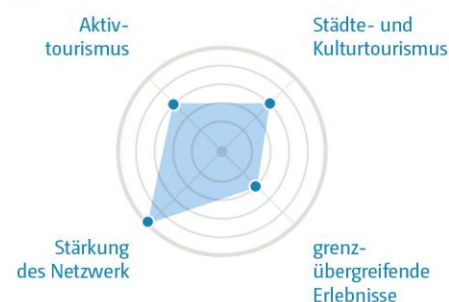 Aktiv-
tourismus
Städte- und
Kulturtourismus
Stärkung
des Netzwerk
grenz-
übergreifende
Erlebnisse